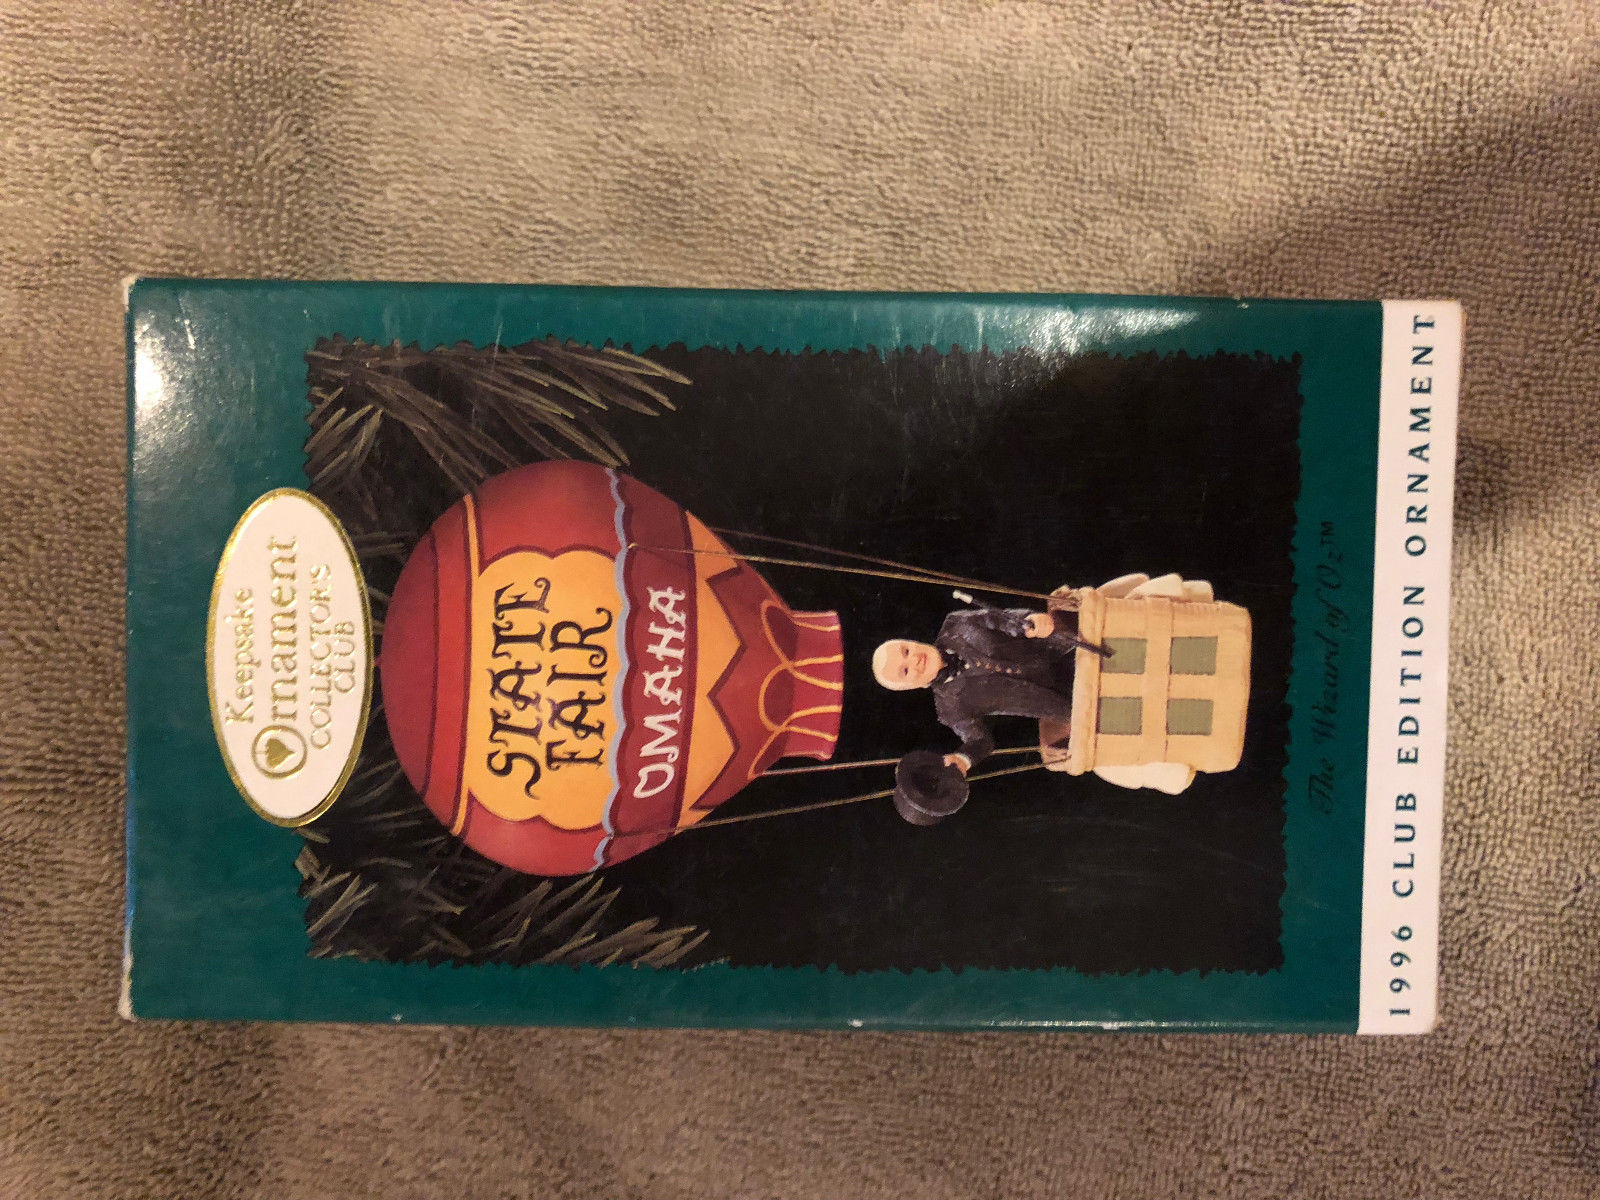 Keepsake
Ornament
COLLECTOR'S
CLUB
STATE
FAIR
OMAHA
The Wizard of Oz™
1996 CLUB EDITION ORNAMENT